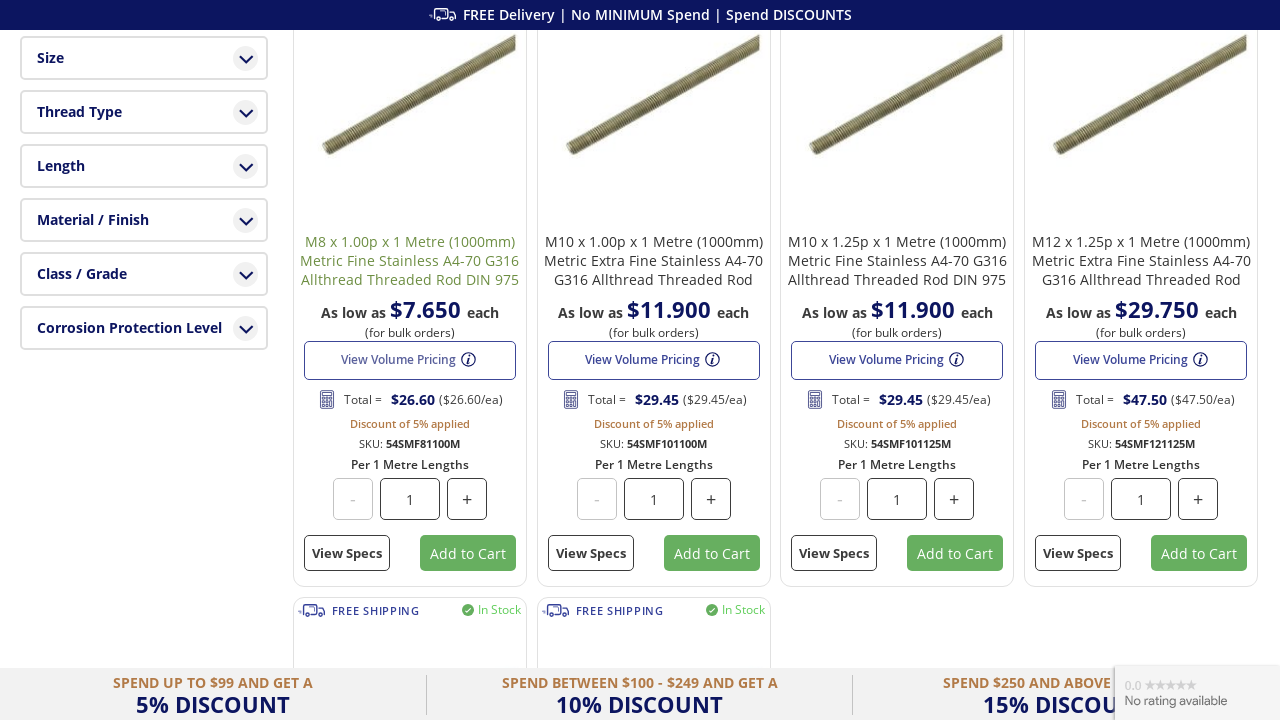 FREE Delivery | No MINIMUM Spend | Spend DISCOUNTS
Size
Thread Type
Length
Material / Finish
Class / Grade
Corrosion Protection Level
M8 x 1.00p x 1 Metre (1000mm)
Metric Fine Stainless A4-70 G316
Allthread Threaded Rod DIN 975
As low as $7.650 each
(for bulk orders)
View Volume Pricing
Total = $26.60 ($26.60/ea)
Discount of 5% applied
SKU: 54SMF81100M
Per 1 Metre Lengths
- 1 +
View Specs Add to Cart
M10 x 1.00p x 1 Metre (1000mm)
Metric Extra Fine Stainless A4-70
G316 Allthread Threaded Rod
As low as $11.900 each
(for bulk orders)
View Volume Pricing
Total = $29.45 ($29.45/ea)
Discount of 5% applied
SKU: 54SMF101100M
Per 1 Metre Lengths
- 1 +
View Specs Add to Cart
M10 x 1.25p x 1 Metre (1000mm)
Metric Fine Stainless A4-70 G316
Allthread Threaded Rod DIN 975
As low as $11.900 each
(for bulk orders)
View Volume Pricing
Total = $29.45 ($29.45/ea)
Discount of 5% applied
SKU: 54SMF101125M
Per 1 Metre Lengths
- 1 +
View Specs Add to Cart
M12 x 1.25p x 1 Metre (1000mm)
Metric Extra Fine Stainless A4-70
G316 Allthread Threaded Rod
As low as $29.750 each
(for bulk orders)
View Volume Pricing
Total = $47.50 ($47.50/ea)
Discount of 5% applied
SKU: 54SMF121125M
Per 1 Metre Lengths
- 1 +
View Specs Add to Cart
FREE SHIPPING In Stock
FREE SHIPPING In Stock
SPEND UP TO $99 AND GET A
5% DISCOUNT
SPEND BETWEEN $100 - $249 AND GET A
10% DISCOUNT
SPEND $250 AND ABOVE
15% DISCOU
0.0
No rating available